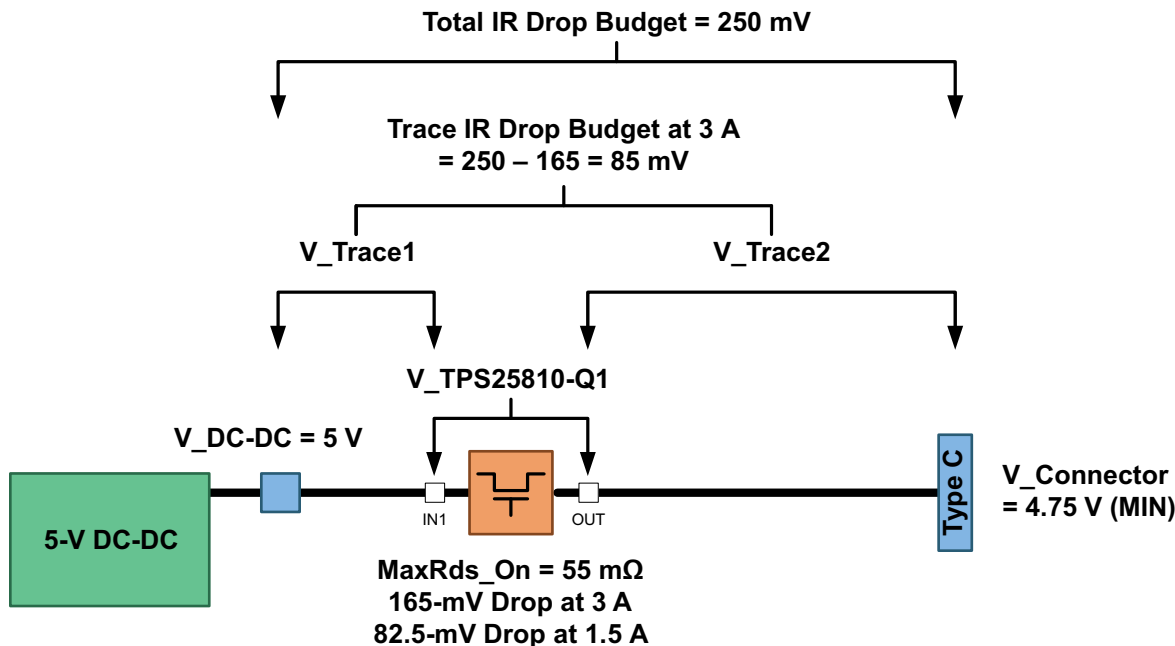 Total IR Drop Budget = 250 mV
Trace IR Drop Budget at 3 A
= 250 – 165 = 85 mV
V_Trace1
V_Trace2
V_TPS25810-Q1
V_DC-DC = 5 V
5-V DC-DC
IN1
OUT
Type C
V_Connector
= 4.75 V (MIN)
MaxRds_On = 55 mΩ
165-mV Drop at 3 A
82.5-mV Drop at 1.5 A